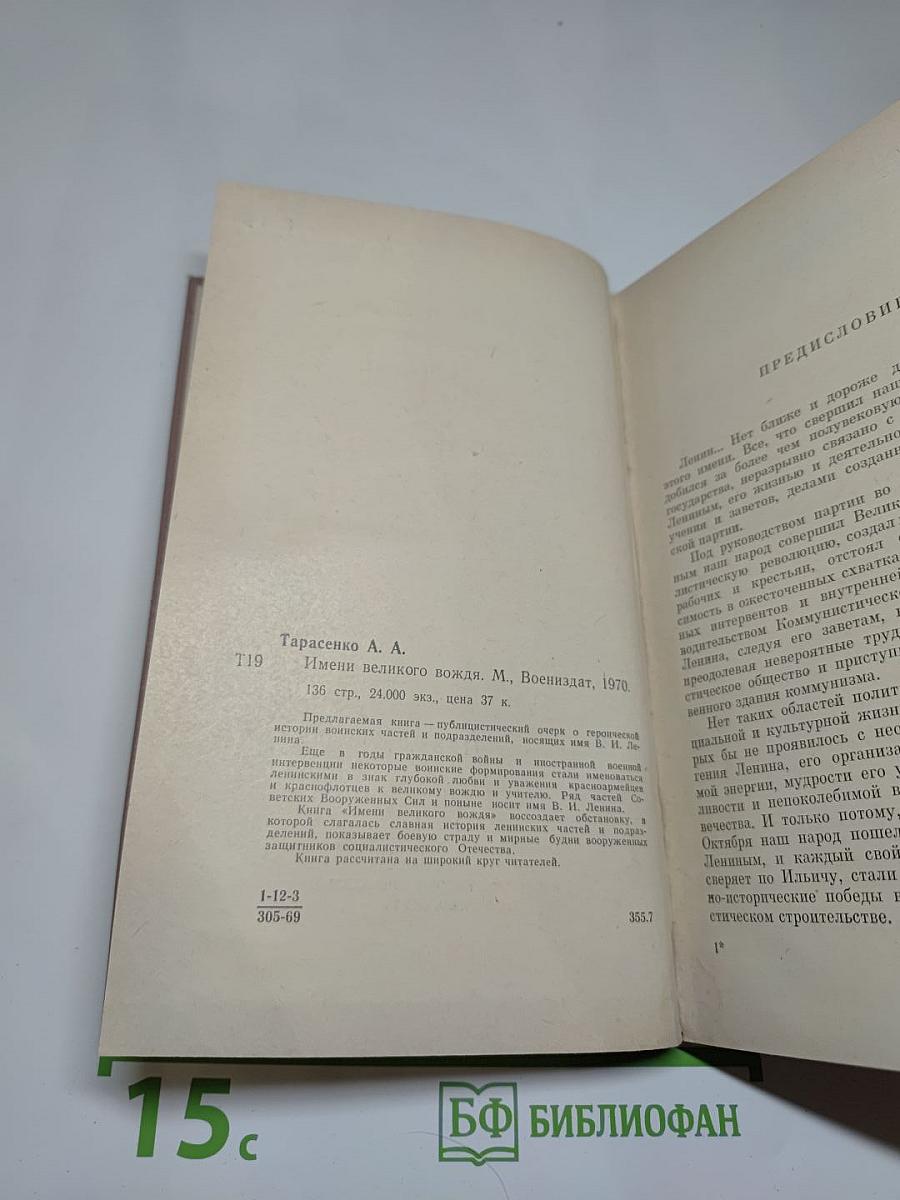 Тарасенко А. А.
Т19 Имени великого вождя. М., Воениздат, 1970.
136 стр., 24.000 экз., цена 37 к.
Предлагаемая книга — публицистический очерк о героической
истории воинских частей и подразделений, носящих имя В. И. Ле-
нина.
Еще в годы гражданской войны и иностранной военной
интервенции некоторые воинские формирования стали именоваться
ленинскими в знак глубокой любви и уважения красноармейцев
и краснофлотцев к великому вождю и учителю. Ряд частей Со-
ветских Вооруженных Сил и поныне носит имя В. И. Ленина.
Книга «Имени великого вождя» воссоздает обстановку, в
которой слагалась славная история ленинских частей и подраз-
делений, показывает боевую страду и мирные будни вооруженных
защитников социалистического Отечества.
Книга рассчитана на широкий круг читателей.
1-12-3
305-69
355.7
ПРЕДИСЛОВИ
Ленин... Нет ближе и дороже д
этого имени. Все, что свершил наш
добился за более чем полувековую
государства, неразрывно связано с
Лениным, его жизнью и деятельно
учении и заветов, делами создан
ской партии.
Под руководством партии во
ным наш народ совершил Велик
листическую революцию, создал
рабочих и крестьян, отстоял
симость в ожесточенных схватка
ных интервентов и внутренней
водительством Коммунистическо
Ленина, следуя его заветам,
преодолевая невероятные труд
стическое общество и приступи
венного здания коммунизма.
Нет таких областей полит
циальной и культурной жизн
рых бы не проявилось с нес
гения Ленина, его организа
мой энергии, мудрости его у
ливости и непоколебимой в
вечества. И только потому,
Октября наш народ пошел
Лениным, и каждый свой
сверяет по Ильичу, стали
мо-исторические победы в
стическом строительстве.
1*
15 с
БФ БИБЛИОФАН